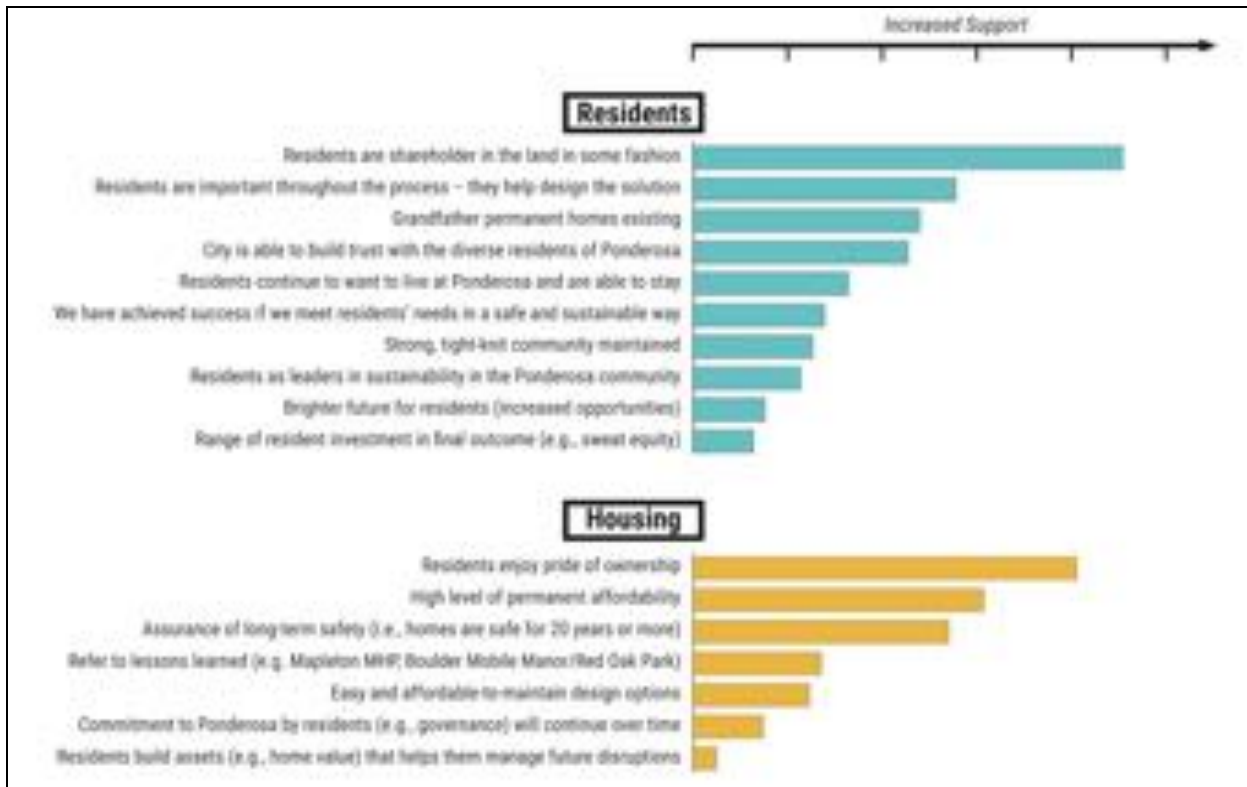 Increased Support
Residents
Residents are shareholder in the land in some fashion
Residents are important throughout the process – they help design the solution
Grandfather permanent homes existing
City is able to build trust with the diverse residents of Ponderosa
Residents continue to want to live at Ponderosa and are able to stay
We have achieved success if we meet residents' needs in a safe and sustainable way
Strong, tight-knit community maintained
Residents as leaders in sustainability in the Ponderosa community
Brighter future for residents (increased opportunities)
Range of resident investment in final outcome (e.g., sweat equity)
Housing
Residents enjoy pride of ownership
High level of permanent affordability
Assurance of long-term safety (i.e., homes are safe for 20 years or more)
Refer to lessons learned (e.g. Mapleton MHP, Boulder Mobile Manor/Red Oak Park)
Easy and affordable-to-maintain design options
Commitment to Ponderosa by residents (e.g., governance) will continue over time
Residents build assets (e.g., home value) that helps them manage future disruptions